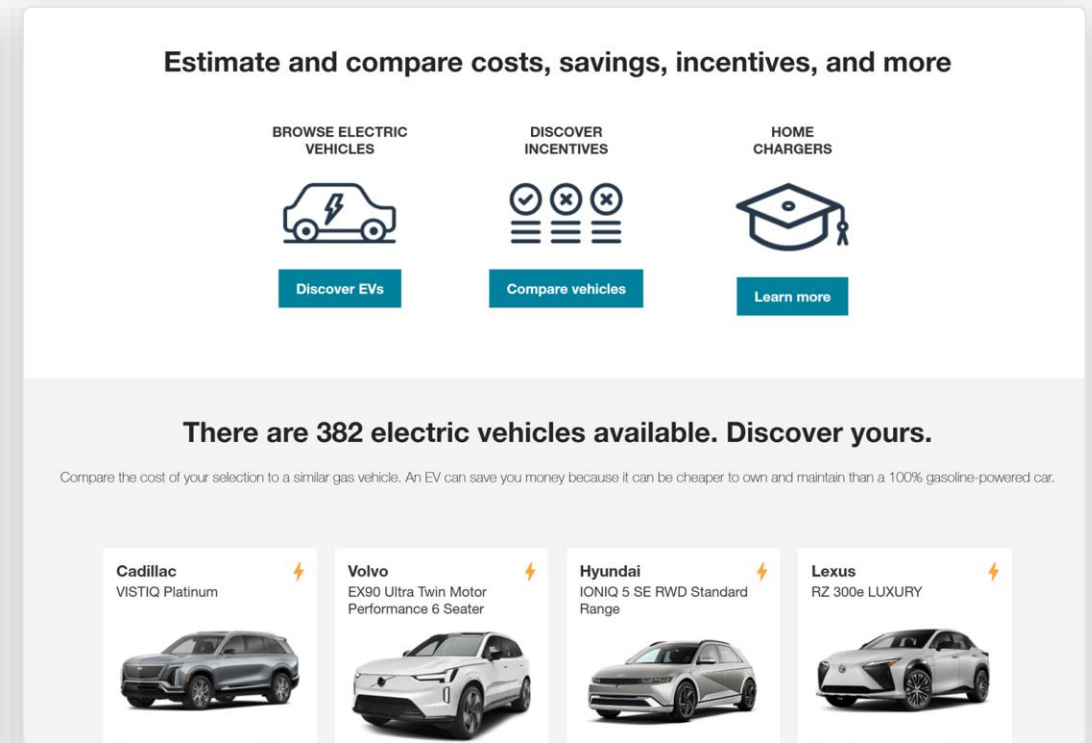 Estimate and compare costs, savings, incentives, and more
BROWSE ELECTRIC
VEHICLES
DISCOVER
INCENTIVES
HOME
CHARGERS
Discover EVs
Compare vehicles
Learn more
There are 382 electric vehicles available. Discover yours.
Compare the cost of your selection to a similar gas vehicle. An EV can save you money because it can be cheaper to own and maintain than a 100% gasoline-powered car.
Cadillac
VISTIQ Platinum
Volvo
EX90 Ultra Twin Motor
Performance 6 Seater
Hyundai
IONIQ 5 SE RWD Standard
Range
Lexus
RZ 300e LUXURY